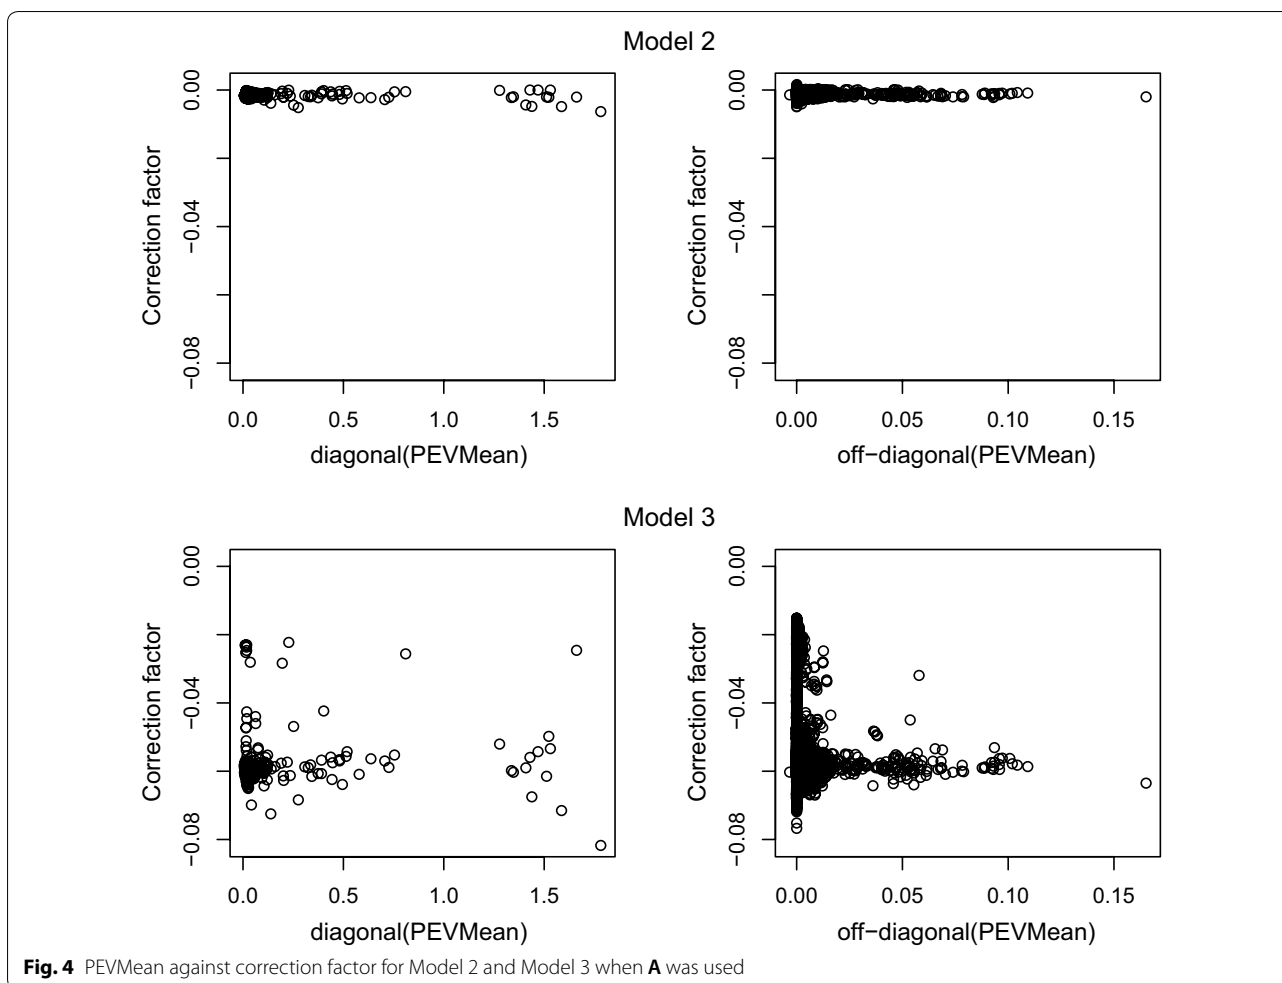 Model 2
0.00
-0.04
-0.08
Correction factor
0.0 0.5 1.0 1.5
diagonal(PEVMean)
0.00
-0.04
-0.08
Correction factor
0.00 0.05 0.10 0.15
off-diagonal(PEVMean)
Model 3
0.00
-0.04
-0.08
Correction factor
0.0 0.5 1.0 1.5
diagonal(PEVMean)
0.00
-0.04
-0.08
Correction factor
0.00 0.05 0.10 0.15
off-diagonal(PEVMean)
Fig. 4 PEVMean against correction factor for Model 2 and Model 3 when A was used